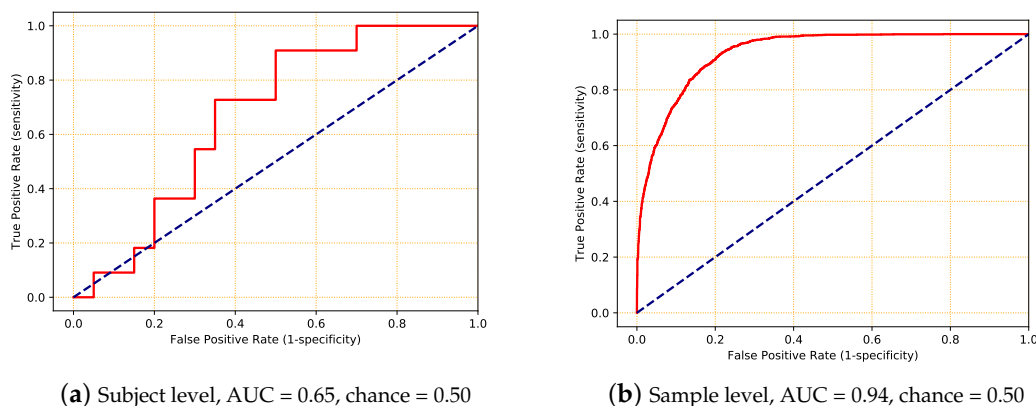 1.0
0.8
0.6
0.4
0.2
0.0
True Positive Rate (sensitivity)
0.0 0.2 0.4 0.6 0.8 1.0
False Positive Rate (1-specificity)
(a) Subject level, AUC = 0.65, chance = 0.50
1.0
0.8
0.6
0.4
0.2
0.0
True Positive Rate (sensitivity)
0.0 0.2 0.4 0.6 0.8 1.0
False Positive Rate (1-specificity)
(b) Sample level, AUC = 0.94, chance = 0.50